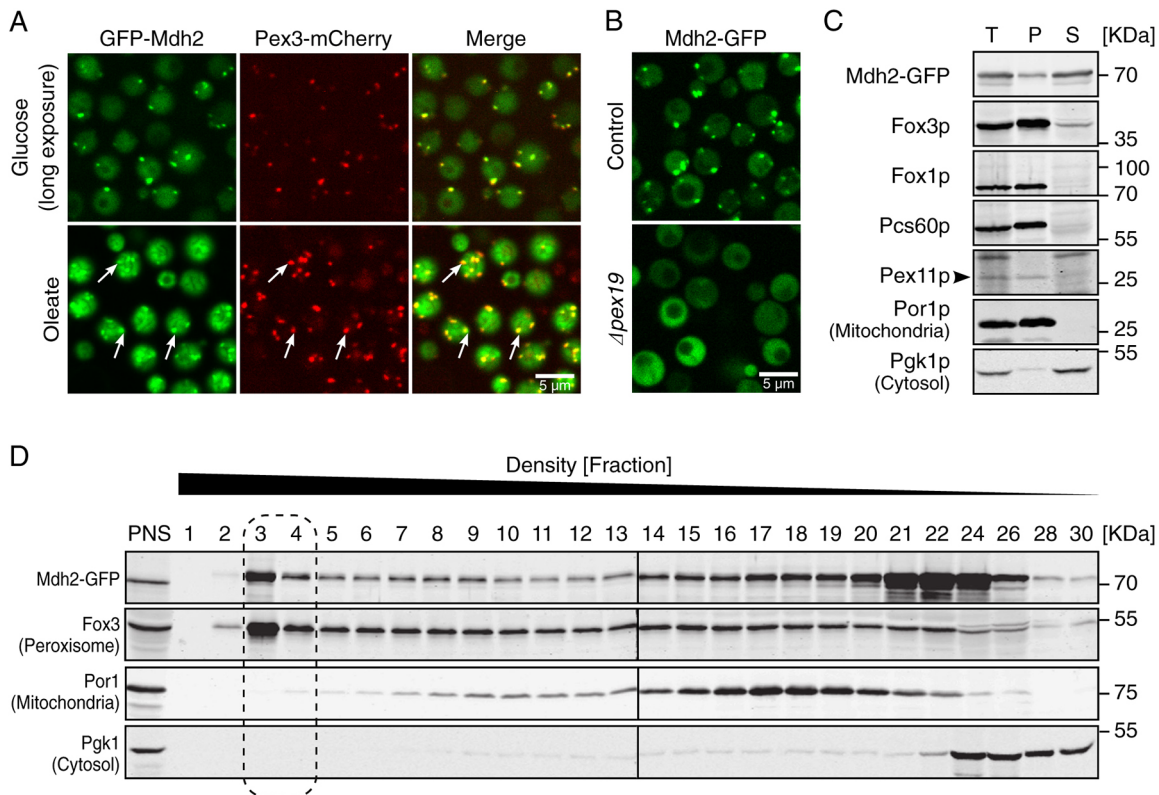 A
GFP-Mdh2 Pex3-mCherry Merge
Glucose
(long exposure)
Oleate
5 µm
B
Mdh2-GFP
Control
Δpex19
5 µm
C
T P S [KDa]
Mdh2-GFP 70
Fox3p
35
Fox1p 100
70
Pcs60p
55
Pex11p 25
Por1p
(Mitochondria) 25
Pgk1p 55
(Cytosol)
D
Density [Fraction]
PNS 1 2 3 4 5 6 7 8 9 10 11 12 13 14 15 16 17 18 19 20 21 22 24 26 28 30 [KDa]
Mdh2-GFP 70
Fox3 55
(Peroxisome)
Por1
(Mitochondria) 75
Pgk1 55
(Cytosol)